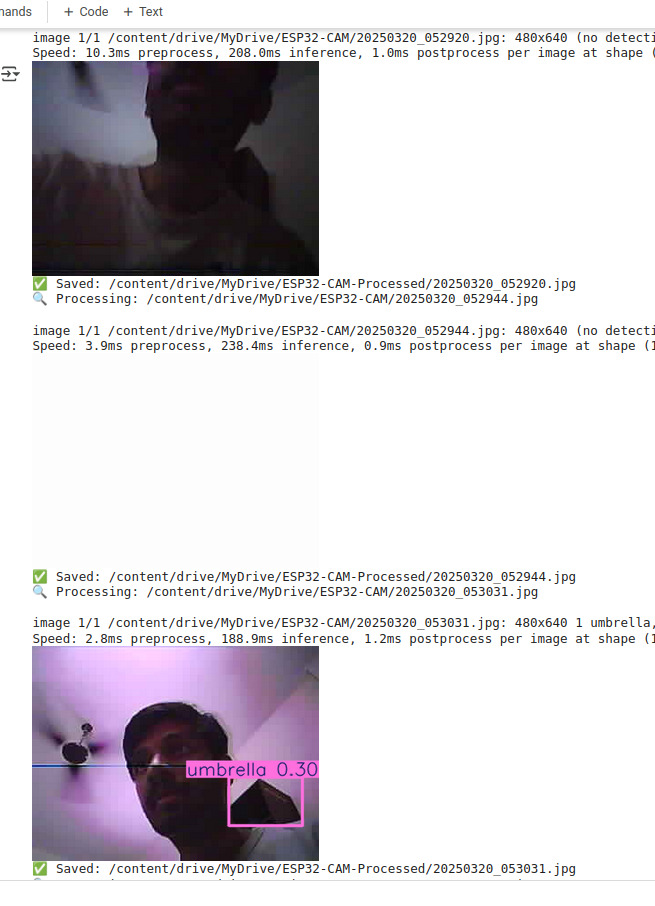 mands + Code + Text
image 1/1 /content/drive/MyDrive/ESP32-CAM/20250320_052920.jpg: 480x640 (no detecti
Speed: 10.3ms preprocess, 208.0ms inference, 1.0ms postprocess per image at shape (
✅ Saved: /content/drive/MyDrive/ESP32-CAM-Processed/20250320_052920.jpg
🔍 Processing: /content/drive/MyDrive/ESP32-CAM/20250320_052944.jpg
image 1/1 /content/drive/MyDrive/ESP32-CAM/20250320_052944.jpg: 480x640 (no detecti
Speed: 3.9ms preprocess, 238.4ms inference, 0.9ms postprocess per image at shape (1
✅ Saved: /content/drive/MyDrive/ESP32-CAM-Processed/20250320_052944.jpg
🔍 Processing: /content/drive/MyDrive/ESP32-CAM/20250320_053031.jpg
image 1/1 /content/drive/MyDrive/ESP32-CAM/20250320_053031.jpg: 480x640 1 umbrella,
Speed: 2.8ms preprocess, 188.9ms inference, 1.2ms postprocess per image at shape (1
umbrella 0.30
✅ Saved: /content/drive/MyDrive/ESP32-CAM-Processed/20250320_053031.jpg